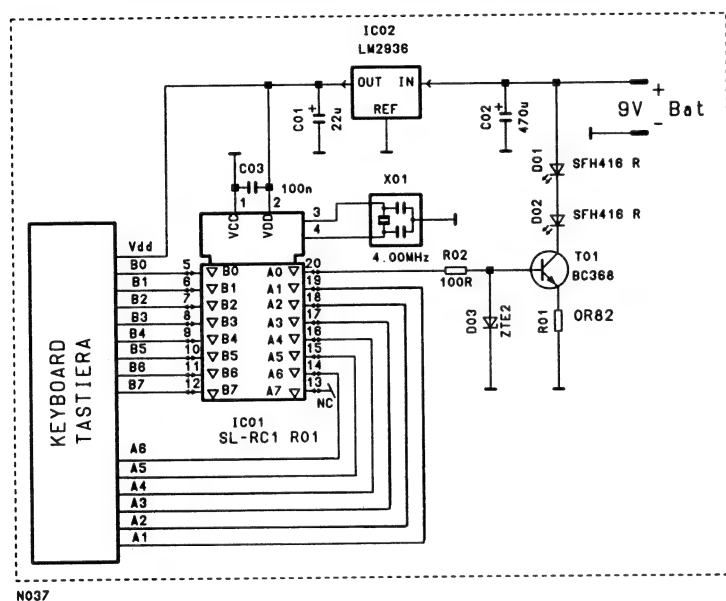 IC02
LM2936
OUT IN
REF
C01
+
22u
C02
+
470u
+
9V Bat
-
C03
100n
1 2
VCC
VDD
X01
3
4
4.00MHz
D01
SFH416 R
D02
SFH416 R
T01
BC368
R02
100R
D03
ZTE2
R01
0R82
KEYBOARD
TASTIERA
Vdd
B0 5 B0 A0 20
B1 6 B1 A1 19
B2 7 B2 A2 18
B3 8 B3 A3 17
B4 9 B4 A4 16
B5 10 B5 A5 15
B6 11 B6 A6 14
B7 12 B7 A7 13
NC
IC01
SL-RC1 R01
A6
A5
A4
A3
A2
A1
N037